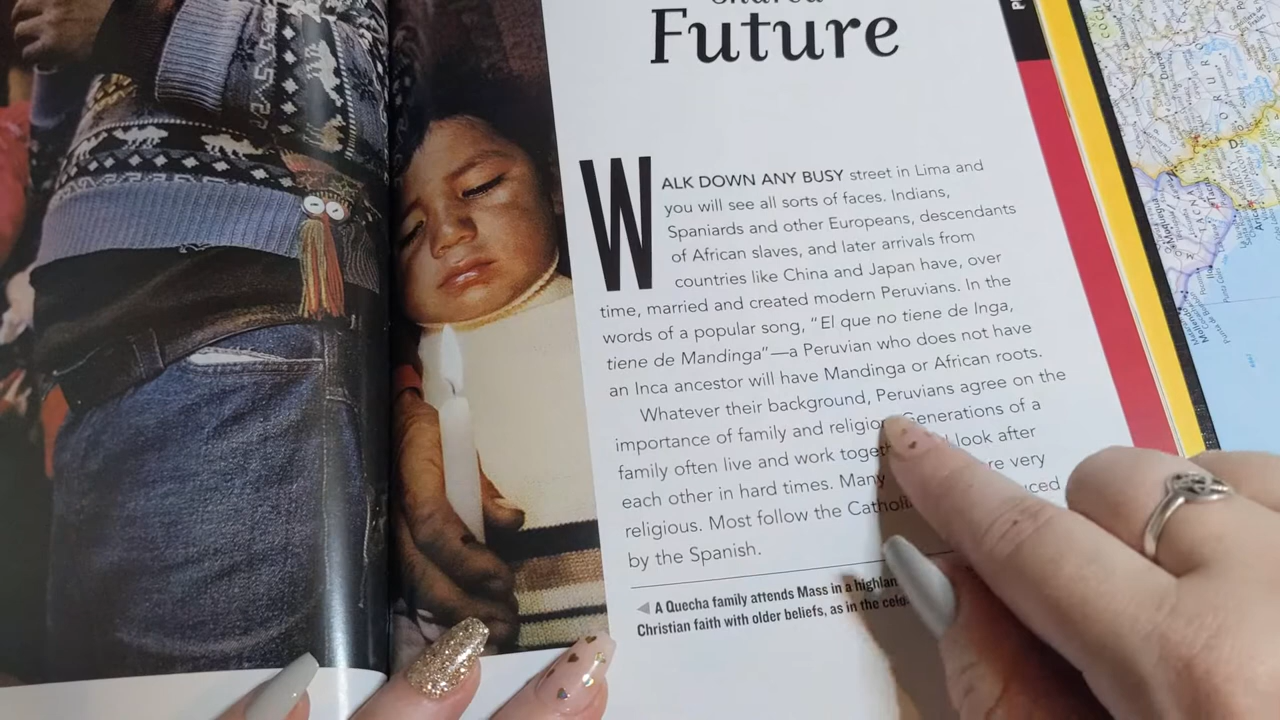 Shared
Future
WALK DOWN ANY BUSY street in Lima and
you will see all sorts of faces. Indians,
Spaniards and other Europeans, descendants
of African slaves, and later arrivals from
countries like China and Japan have, over
time, married and created modern Peruvians. In the
words of a popular song, “El que no tiene de Inga,
tiene de Mandinga”—a Peruvian who does not have
an Inca ancestor will have Mandinga or African roots.
Whatever their background, Peruvians agree on the
importance of family and religion. Generations of a
family often live and work look after
each other in hard times. Many very
religious. Most follow the
by the Spanish.
A Quecha family attends Mass in a
Christian faith with older beliefs, as in the